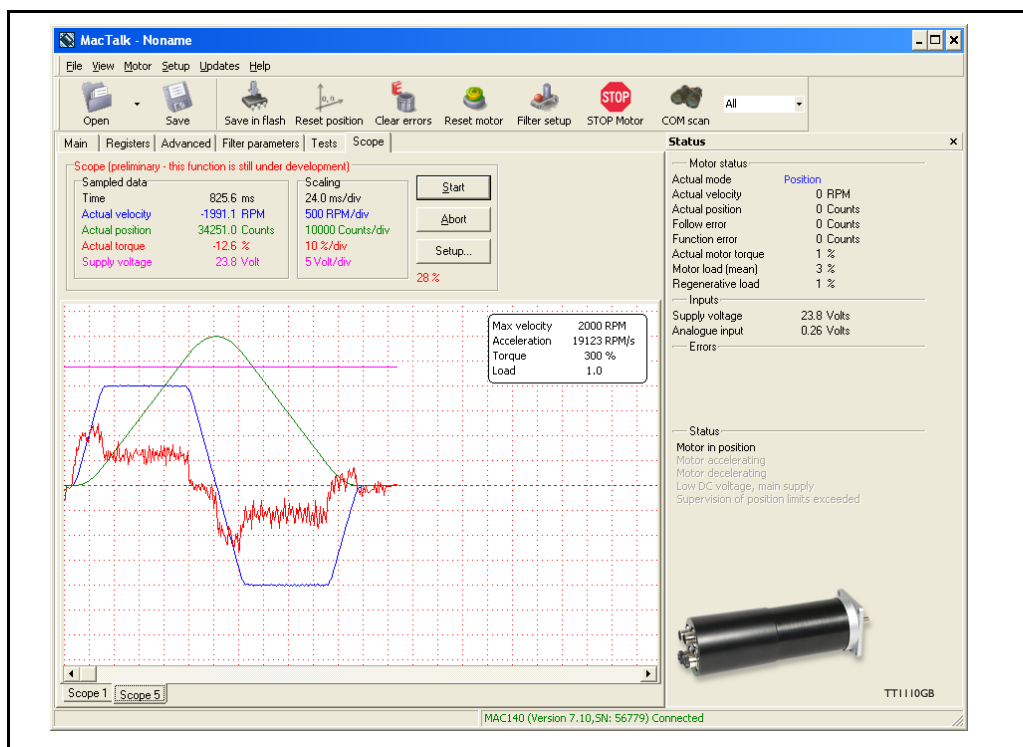 MacTalk - Noname
File View Motor Setup Updates Help
Open Save Save in flash Reset position Clear errors Reset motor Filter setup STOP Motor COM scan All
STOP
Main Registers Advanced Filter parameters Tests Scope
Scope (preliminary - this function is still under development)
Sampled data
Time 825.6 ms
Actual velocity -1991.1 RPM
Actual position 34251.0 Counts
Actual torque -12.6 %
Supply voltage 23.8 Volt
Scaling
24.0 ms/div
500 RPM/div
10000 Counts/div
10 %/div
5 Volt/div
Start
Abort
Setup...
28 %
Max velocity 2000 RPM
Acceleration 19123 RPM/s
Torque 300 %
Load 1.0
Scope 1 Scope 5
Status
Motor status
Actual mode Position
Actual velocity 0 RPM
Actual position 0 Counts
Follow error 0 Counts
Function error 0 Counts
Actual motor torque 1 %
Motor load (mean) 3 %
Regenerative load 1 %
Inputs
Supply voltage 23.8 Volts
Analogue input 0.26 Volts
Errors
Status
Motor in position
Motor accelerating
Motor decelerating
Low DC voltage, main supply
Supervision of position limits exceeded
TT1110GB
MAC140 (Version 7.10,SN: 56779) Connected